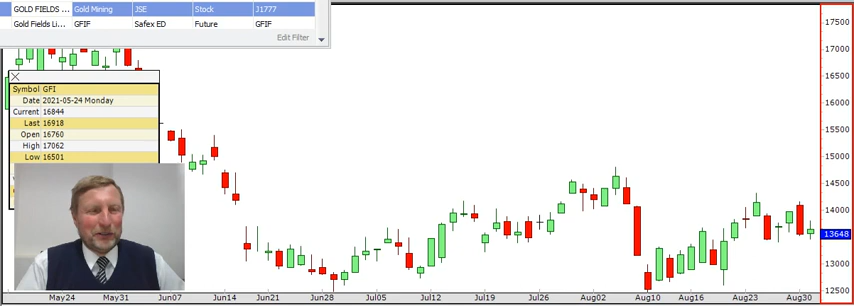 GOLD FIELDS ... Gold Mining JSE Stock J1777
Gold Fields Li... GFIF Safex ED Future GFIF
Edit Filter
Symbol GFI
Date 2021-05-24 Monday
Current 16844
Last 16918
Open 16760
High 17062
Low 16501
17500
17000
16500
16000
15500
15000
14500
14000
13648
13000
12500
May24 May31 Jun07 Jun14 Jun21 Jun28 Jul05 Jul12 Jul19 Jul26 Aug02 Aug10 Aug16 Aug23 Aug30